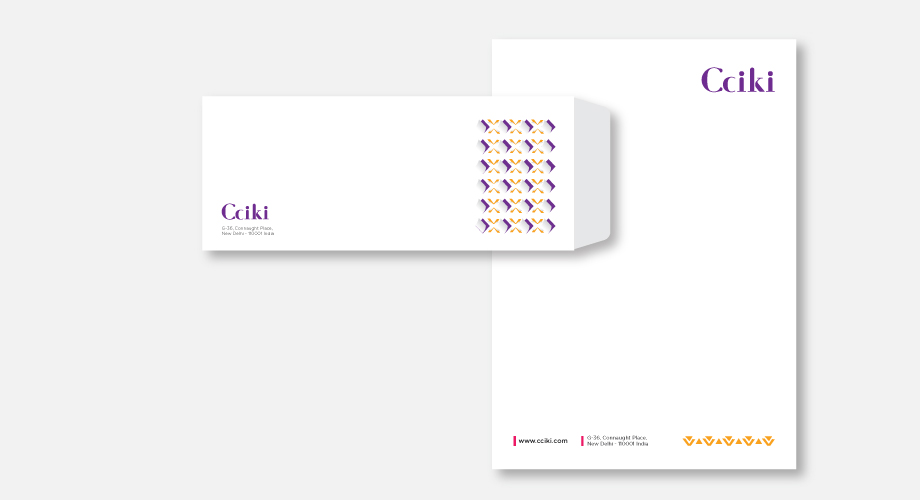 Cciki
Cciki
G-36, Connaught Place,
New Delhi - 110001 India
www.cciki.com
G-36, Connaught Place,
New Delhi - 110001 India